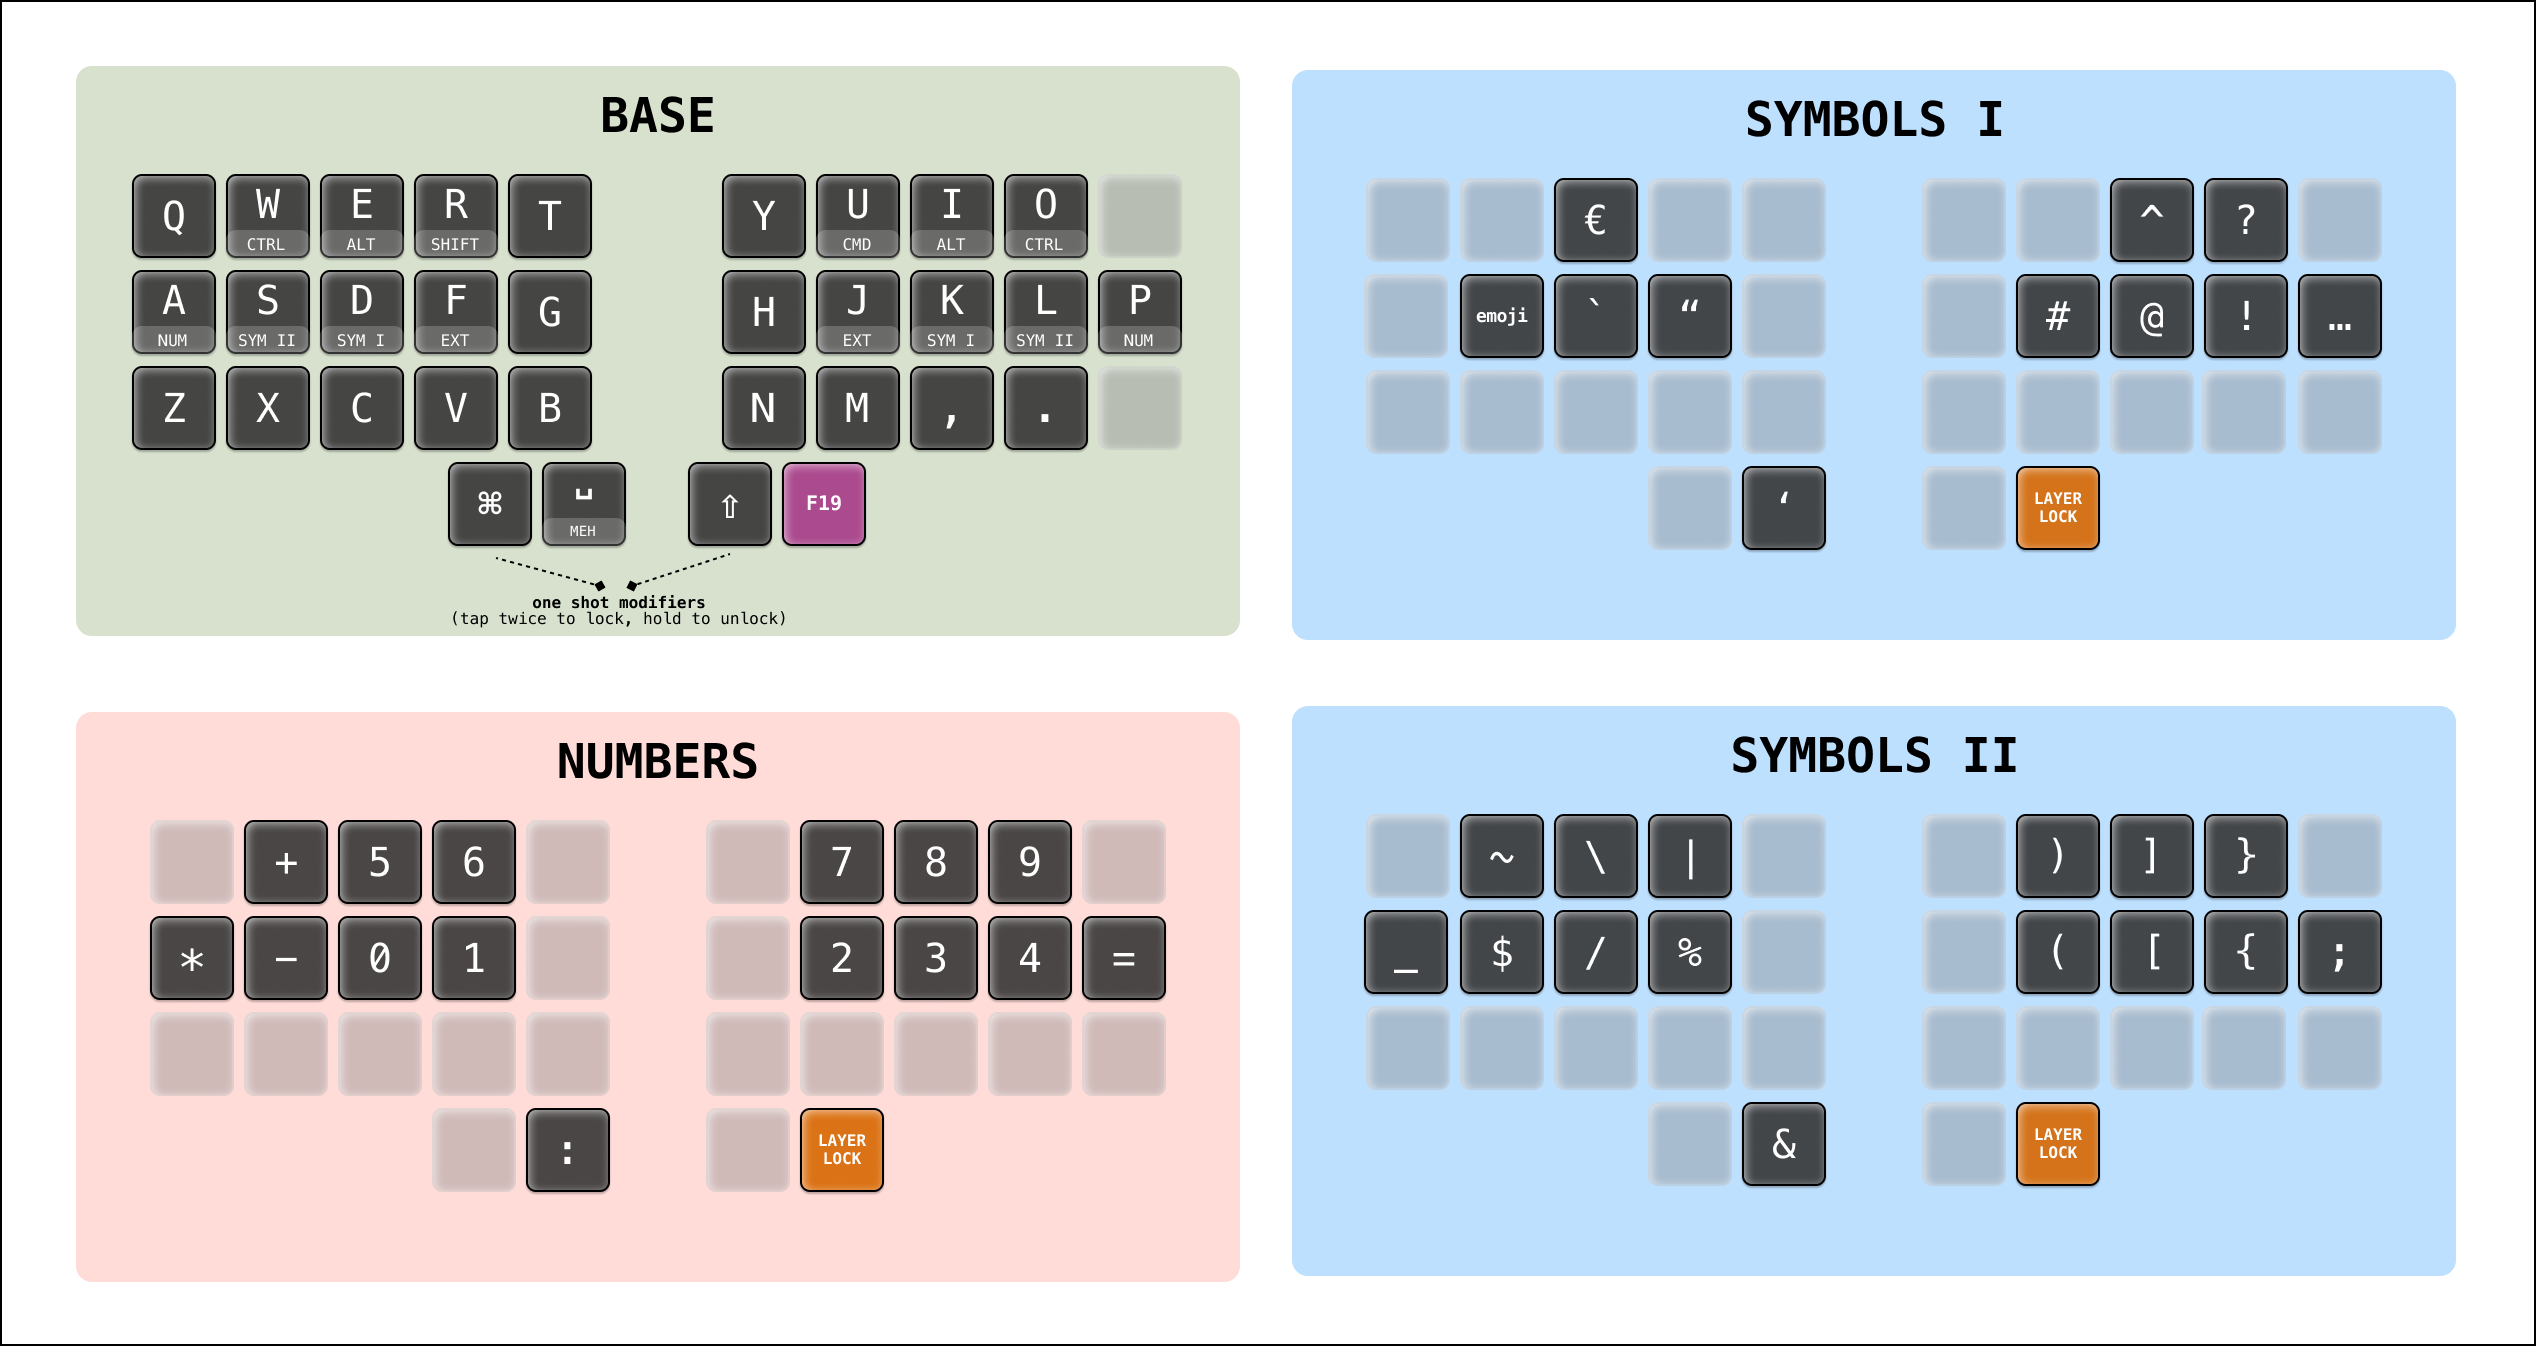 BASE
Q W E R T Y U I O
CTRL ALT SHIFT CMD ALT CTRL
A S D F G H J K L P
NUM SYM II SYM I EXT EXT SYM I SYM II NUM
Z X C V B N M , .
⌘ ␣ ⇧ F19
MEH
one shot modifiers
(tap twice to lock, hold to unlock)
SYMBOLS I
€ ^ ?
emoji ` “ # @ ! …
‘ LAYER
LOCK
NUMBERS
+ 5 6 7 8 9
* − 0 1 2 3 4 =
: LAYER
LOCK
SYMBOLS II
~ \ | ) ] }
_ $ / % ( [ { ;
& LAYER
LOCK